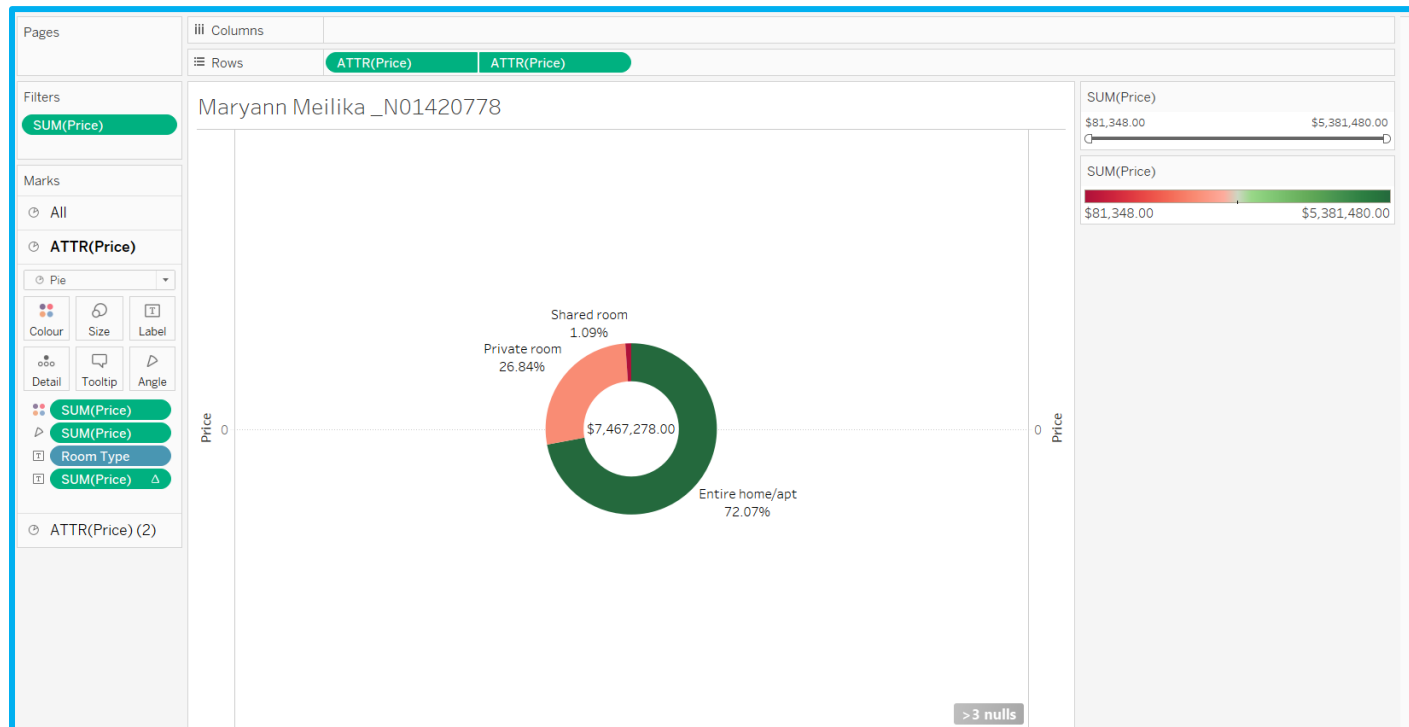 Pages
Columns
Rows
ATTR(Price) ATTR(Price)
Filters
SUM(Price)
Marks
All
ATTR(Price)
Pie
Colour Size Label
Detail Tooltip Angle
SUM(Price)
SUM(Price)
Room Type
SUM(Price) Δ
ATTR(Price) (2)
Maryann Meilika _N01420778
Price
0
Shared room
1.09%
Private room
26.84%
$7,467,278.00
Entire home/apt
72.07%
0
Price
>3 nulls
SUM(Price)
$81,348.00 $5,381,480.00
SUM(Price)
$81,348.00 $5,381,480.00